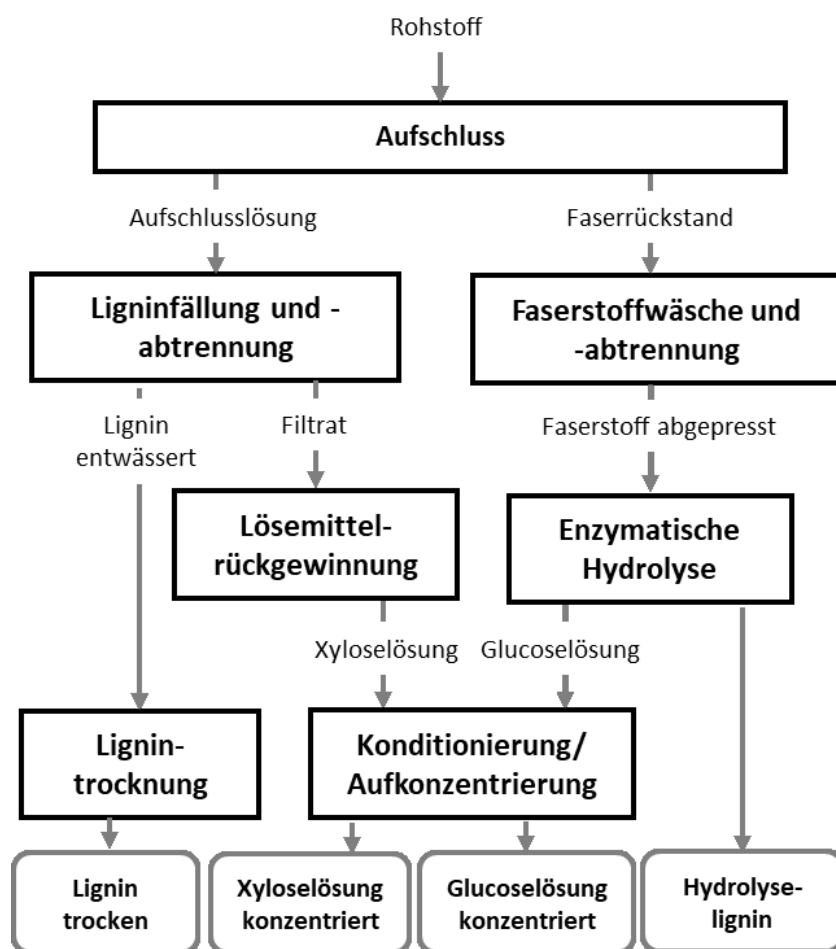 Rohstoff
Aufschluss
Aufschlusslösung
Faserrückstand
Ligninfällung und -
abtrennung
Faserstoffwäsche und
-abtrennung
Lignin
entwässert
Filtrat
Faserstoff abgepresst
Lösemittel-
rückgewinnung
Enzymatische
Hydrolyse
Xyloselösung
Glucoselösung
Lignin-
trocknung
Konditionierung/
Aufkonzentrierung
Lignin
trocken
Xyloselösung
konzentriert
Glucoselösung
konzentriert
Hydrolyse-
lignin